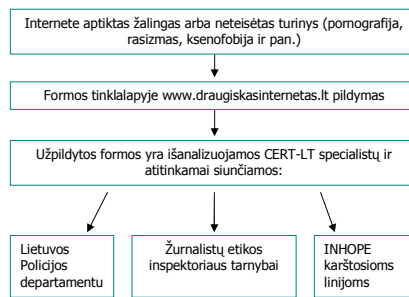 Internete aptiktas žalingas arba neteisėtas turinys (pornografija,
rasizmas, ksenofobija ir pan.)
Formos tinklalapyje www.draugiskasinternetas.lt pildymas
Užpildytos formos yra išanalizuojamos CERT-LT specialistų ir
atitinkamai siunčiamos:
Lietuvos
Policijos
departamentu
Žurnalistų etikos
inspektoriaus tarnybai
INHOPE
karštosioms
linijoms